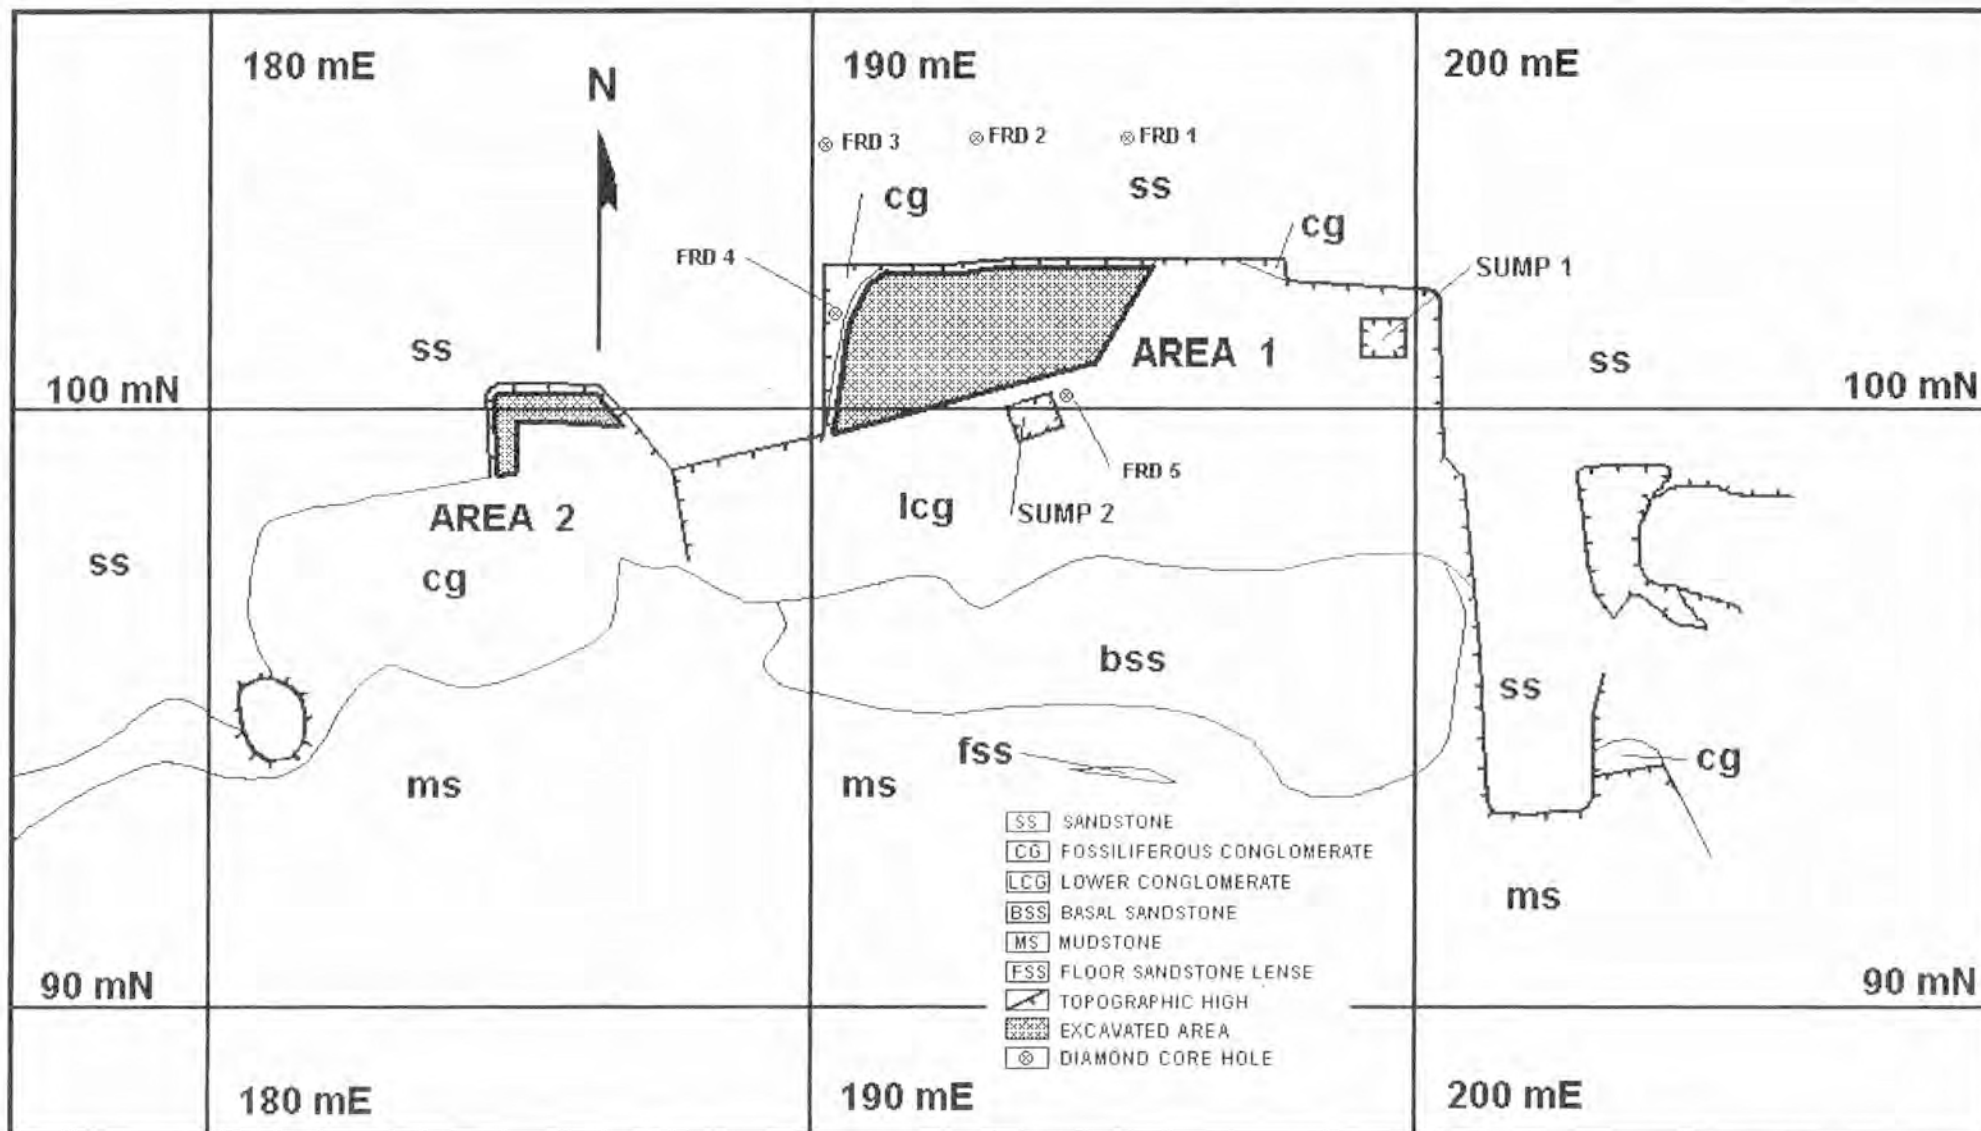 180 mE
190 mE
200 mE
N
FRD 3
FRD 2
FRD 1
cg
ss
cg
FRD 4
SUMP 1
ss
AREA 1
ss
100 mN
100 mN
FRD 5
AREA 2
lcg
SUMP 2
ss
cg
bss
ss
fss
cg
ms
ms
SS SANDSTONE
CG FOSSILIFEROUS CONGLOMERATE
LCG LOWER CONGLOMERATE
BSS BASAL SANDSTONE
ms
MS MUDSTONE
FSS FLOOR SANDSTONE LENSE
90 mN
90 mN
TOPOGRAPHIC HIGH
EXCAVATED AREA
DIAMOND CORE HOLE
180 mE
190 mE
200 mE